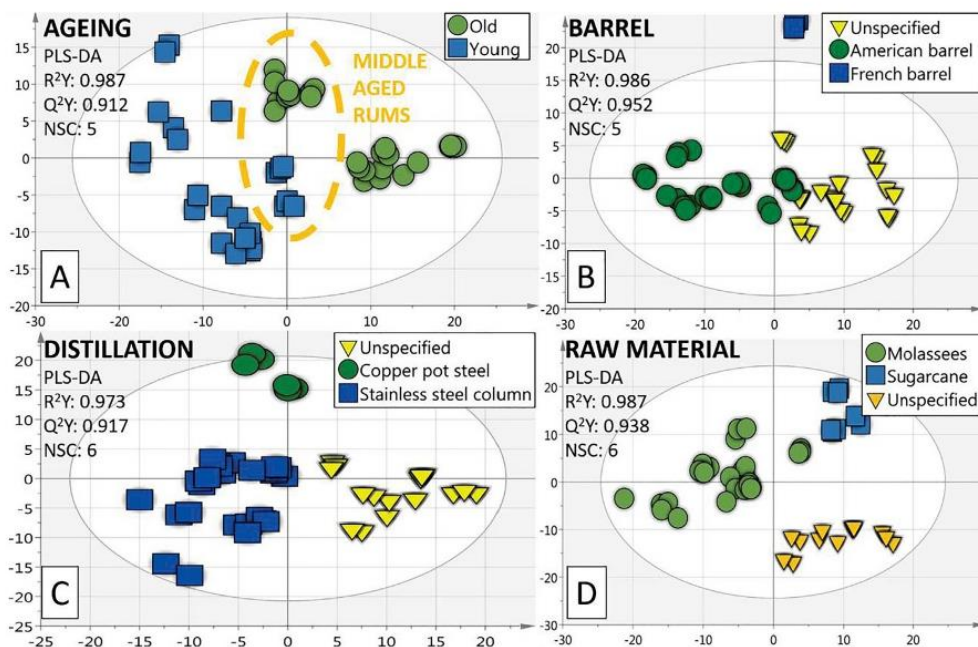 AGEING
PLS-DA
R²Y: 0.987
Q²Y: 0.912
NSC: 5
Old
Young
MIDDLE
AGED
RUMS
A
15
10
5
0
-5
-10
-15
-20
-30
-20
-10
0
10
20
30
BARREL
PLS-DA
R²Y: 0.986
Q²Y: 0.952
NSC: 5
Unspecified
American barrel
French barrel
B
20
15
10
5
0
-5
-10
-15
-20
-20
-10
0
10
20
DISTILLATION
PLS-DA
R²Y: 0.973
Q²Y: 0.917
NSC: 6
Unspecified
Copper pot steel
Stainless steel column
C
20
15
10
5
0
-5
-10
-15
-20
-25
-25
-20
-15
-10
-5
0
5
10
15
20
RAW MATERIAL
PLS-DA
R²Y: 0.987
Q²Y: 0.938
NSC: 6
Molassees
Sugarcane
Unspecified
D
20
10
0
-10
-20
-30
-30
-20
-10
0
10
20